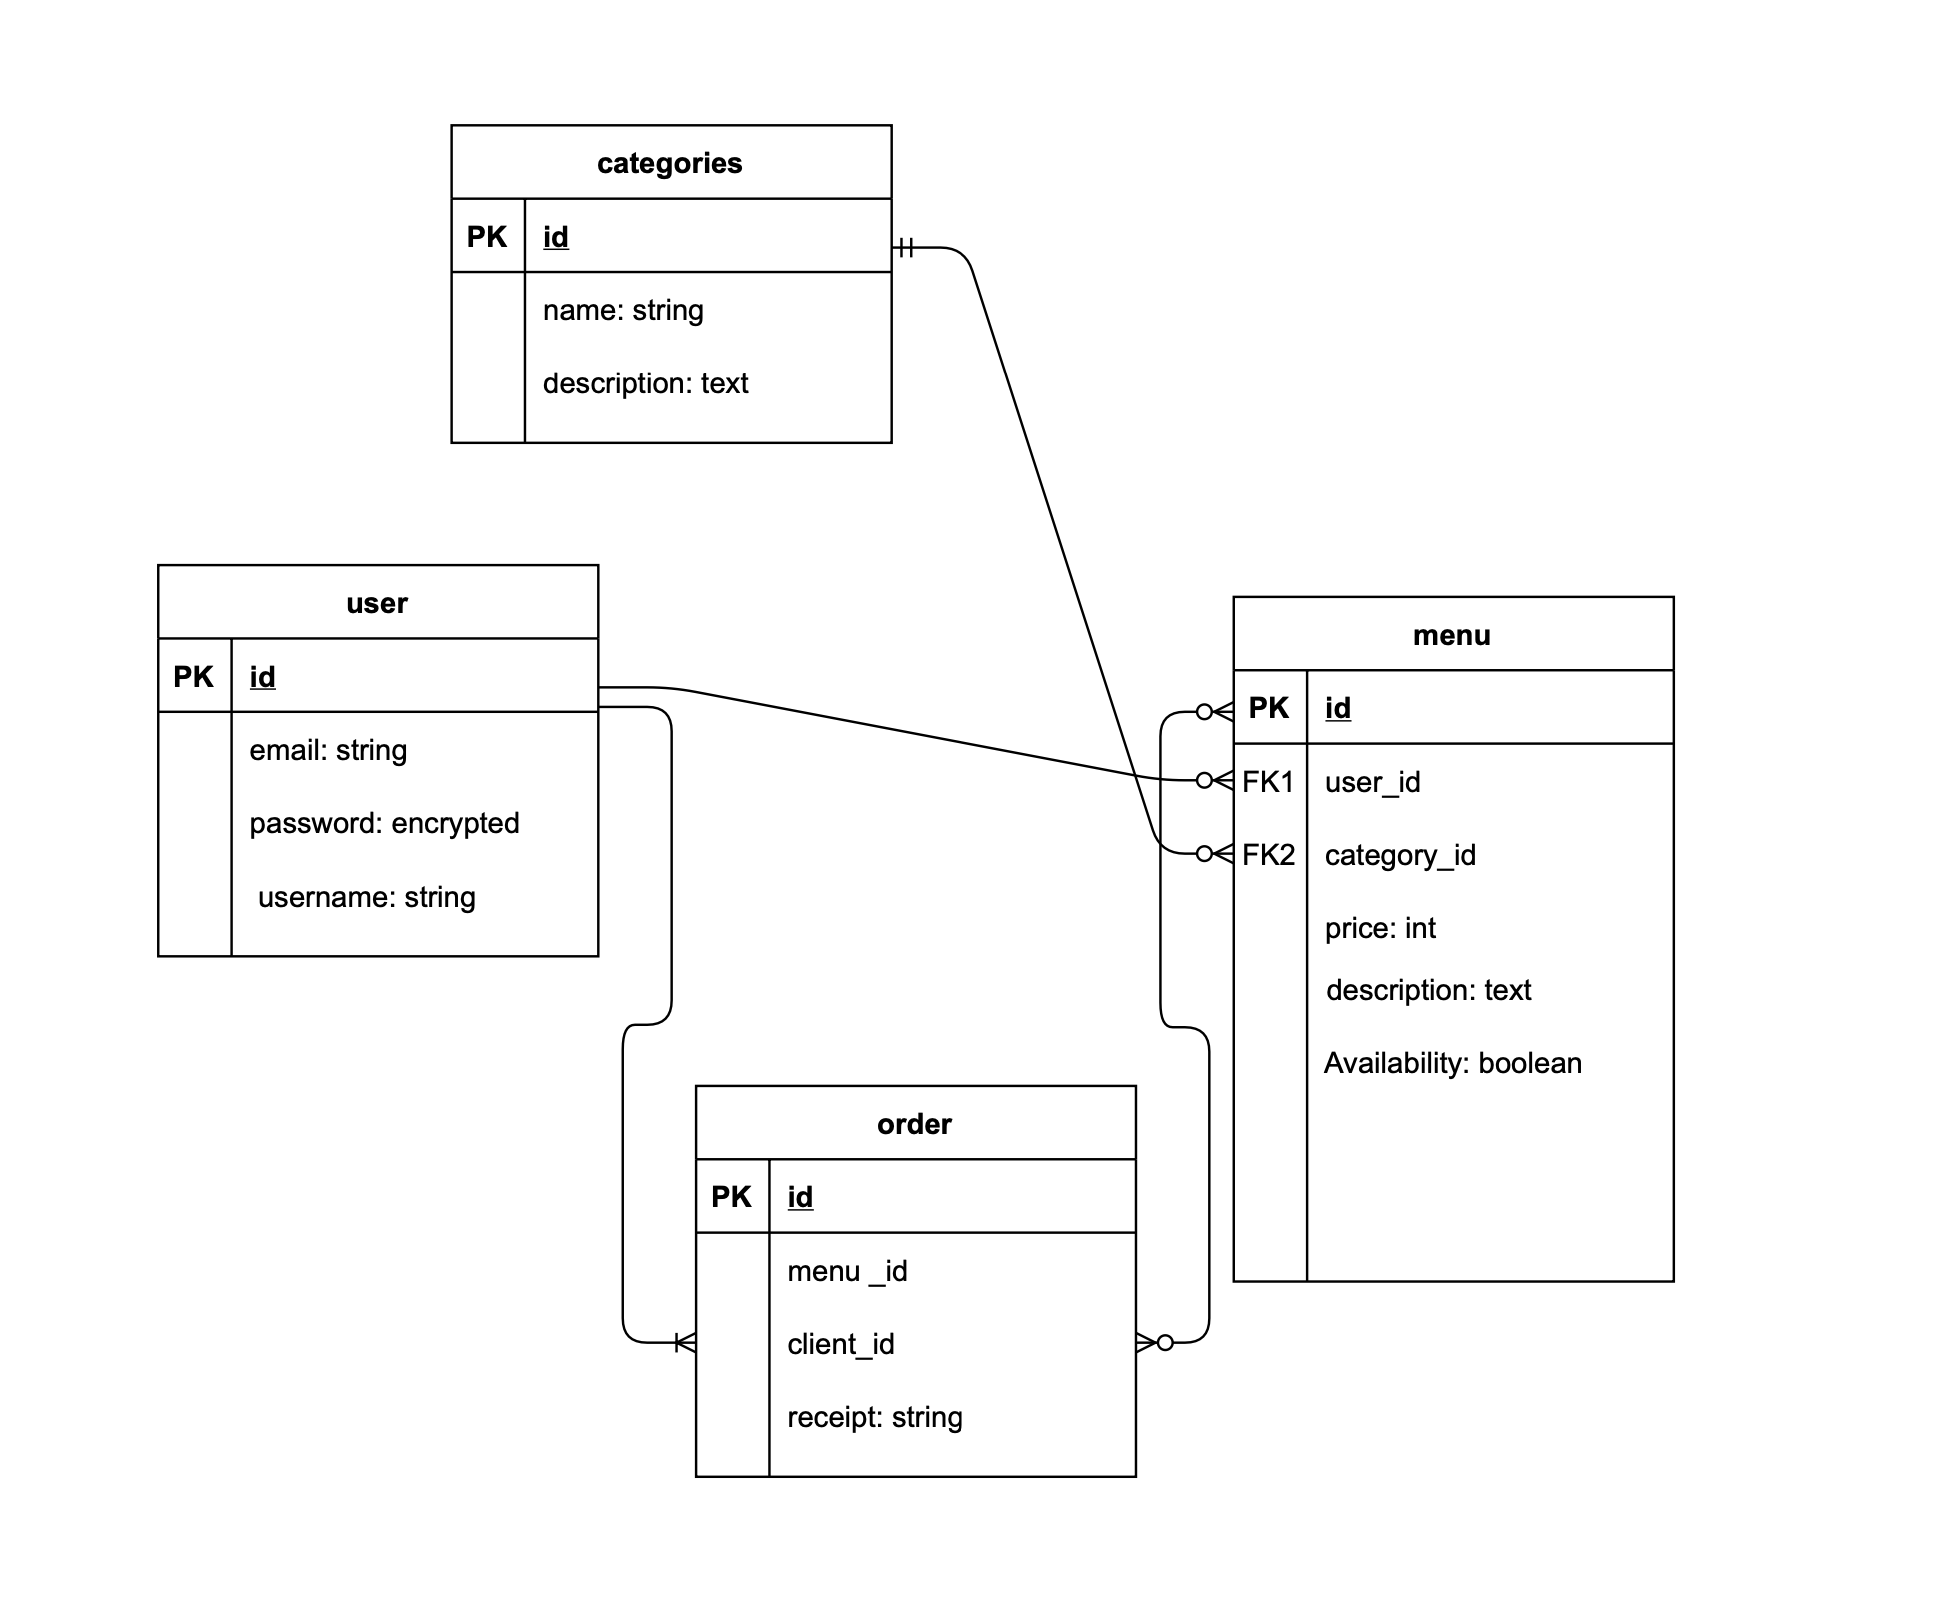 categories
PK id
name: string
description: text
user
PK id
email: string
password: encrypted
username: string
menu
PK id
FK1 user_id
FK2 category_id
price: int
description: text
Availability: boolean
order
PK id
menu _id
client_id
receipt: string